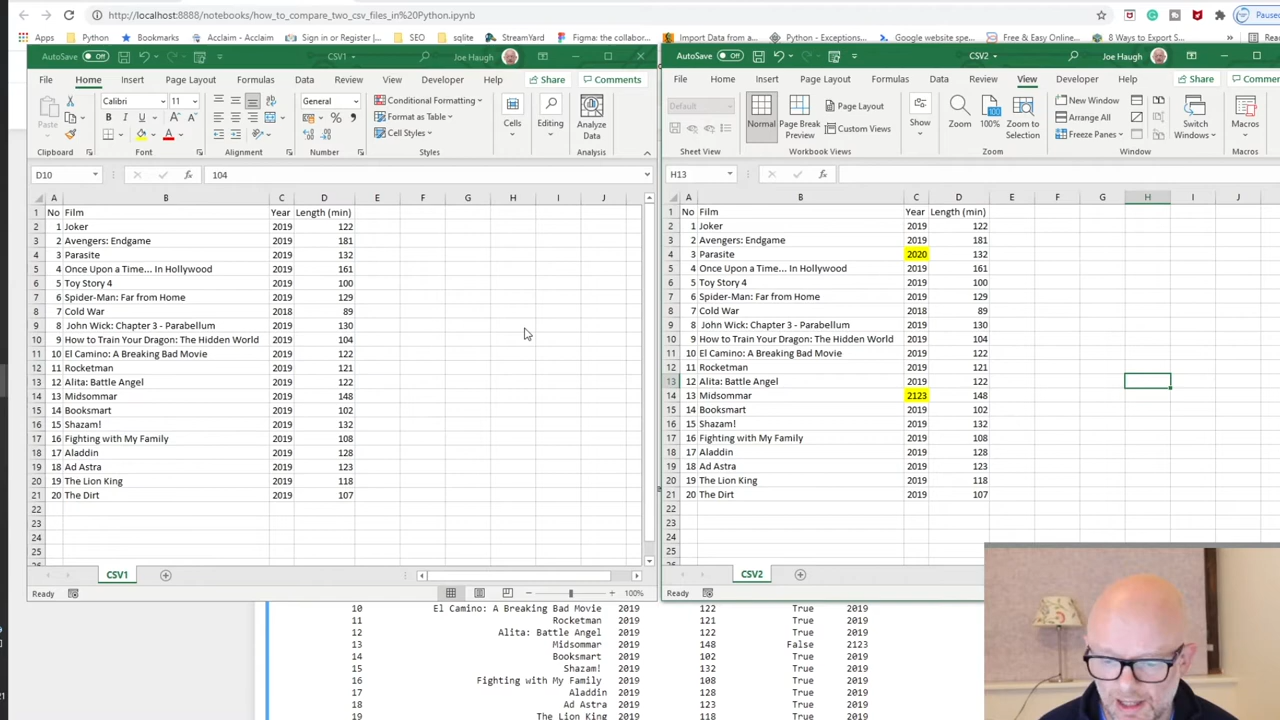 http://localhost:8888/notebooks/how_to_compare_two_csv_files_in%20Python.ipynb
Paused
Apps Python Bookmarks Acclaim - Acclaim Sign in or Register |... SEO sqlite StreamYard Figma: the collabor... Import Data from a... Python - Exceptions... Google website spe... Free & Easy Online... 8 Ways to Export S...
AutoSave Off CSV1 Joe Haugh
File Home Insert Page Layout Formulas Data Review View Developer Help Share Comments
Paste
Calibri 11
General
Conditional Formatting
Format as Table
Cell Styles
Cells
Editing
Analyze Data
Clipboard Font Alignment Number Styles Analysis
D10 104
A B C D E F G H I J
1 No Film Year Length (min)
2 1 Joker 2019 122
3 2 Avengers: Endgame 2019 181
4 3 Parasite 2019 132
5 4 Once Upon a Time... In Hollywood 2019 161
6 5 Toy Story 4 2019 100
7 6 Spider-Man: Far from Home 2019 129
8 7 Cold War 2018 89
9 8 John Wick: Chapter 3 - Parabellum 2019 130
10 9 How to Train Your Dragon: The Hidden World 2019 104
11 10 El Camino: A Breaking Bad Movie 2019 122
12 11 Rocketman 2019 121
13 12 Alita: Battle Angel 2019 122
14 13 Midsommar 2019 148
15 14 Booksmart 2019 102
16 15 Shazam! 2019 132
17 16 Fighting with My Family 2019 108
18 17 Aladdin 2019 128
19 18 Ad Astra 2019 123
20 19 The Lion King 2019 118
21 20 The Dirt 2019 107
22
23
24
25
CSV1
Ready 100%
AutoSave Off CSV2 Joe Haugh
File Home Insert Page Layout Formulas Data Review View Developer Help Share Comme
Default
Normal
Page Break Preview
Page Layout
Custom Views
Show
Zoom
100%
Zoom to Selection
New Window
Arrange All
Freeze Panes
Switch Windows
Macros
Sheet View Workbook Views Zoom Window Macros
H13
A B C D E F G H I J
1 No Film Year Length (min)
2 1 Joker 2019 122
3 2 Avengers: Endgame 2019 181
4 3 Parasite 2020 132
5 4 Once Upon a Time... In Hollywood 2019 161
6 5 Toy Story 4 2019 100
7 6 Spider-Man: Far from Home 2019 129
8 7 Cold War 2018 89
9 8 John Wick: Chapter 3 - Parabellum 2019 130
10 9 How to Train Your Dragon: The Hidden World 2019 104
11 10 El Camino: A Breaking Bad Movie 2019 122
12 11 Rocketman 2019 121
13 12 Alita: Battle Angel 2019 122
14 13 Midsommar 2123 148
15 14 Booksmart 2019 102
16 15 Shazam! 2019 132
17 16 Fighting with My Family 2019 108
18 17 Aladdin 2019 128
19 18 Ad Astra 2019 123
20 19 The Lion King 2019 118
21 20 The Dirt 2019 107
22
23
24
25
CSV2
Ready
10 El Camino: A Breaking Bad Movie 2019 122 True 2019
11 Rocketman 2019 121 True 2019
12 Alita: Battle Angel 2019 122 True 2019
13 Midsommar 2019 148 False 2123
14 Booksmart 2019 102 True 2019
15 Shazam! 2019 132 True 2019
16 Fighting with My Family 2019 108 True 2019
17 Aladdin 2019 128 True 2019
18 Ad Astra 2019 123 True 2019
19 The Lion King 2019 118 True 2019